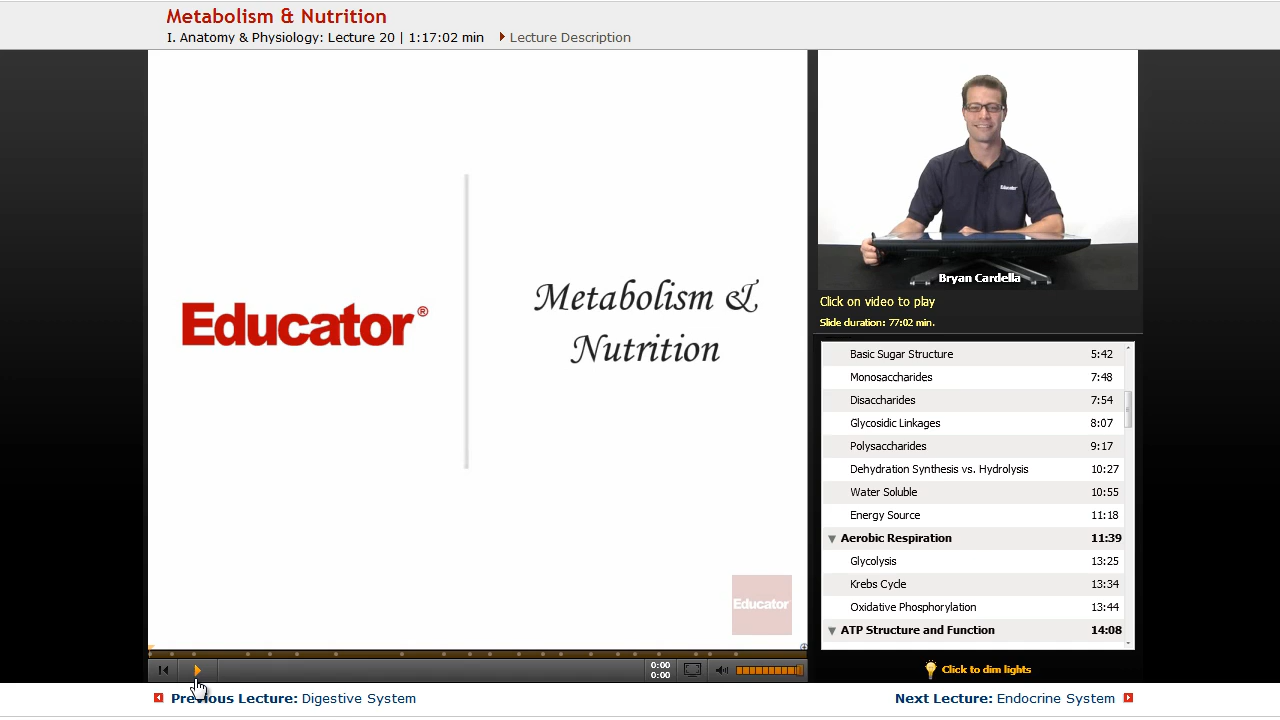 Metabolism & Nutrition
I. Anatomy & Physiology: Lecture 20 | 1:17:02 min Lecture Description
Educator®
Metabolism &
Nutrition
Educator
Educator
Bryan Cardella
Click on video to play
Slide duration: 77:02 min.
Basic Sugar Structure 5:42
Monosaccharides 7:48
Disaccharides 7:54
Glycosidic Linkages 8:07
Polysaccharides 9:17
Dehydration Synthesis vs. Hydrolysis 10:27
Water Soluble 10:55
Energy Source 11:18
Aerobic Respiration 11:39
Glycolysis 13:25
Krebs Cycle 13:34
Oxidative Phosphorylation 13:44
ATP Structure and Function 14:08
0:00
0:00
Click to dim lights
Previous Lecture: Digestive System
Next Lecture: Endocrine System